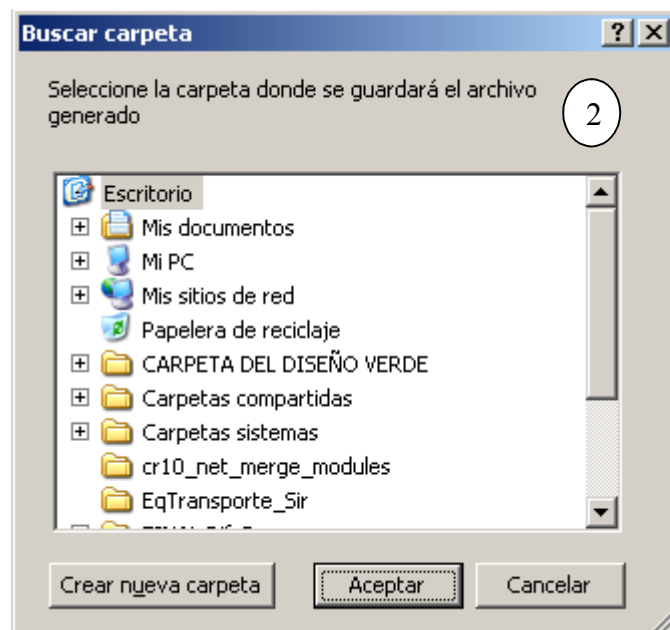 Buscar carpeta
Seleccione la carpeta donde se guardará el archivo
generado
2
Escritorio
Mis documentos
Mi PC
Mis sitios de red
Papelera de reciclaje
CARPETA DEL DISEÑO VERDE
Carpetas compartidas
Carpetas sistemas
cr10_net_merge_modules
EqTransporte_Sir
Crear nueva carpeta Aceptar Cancelar